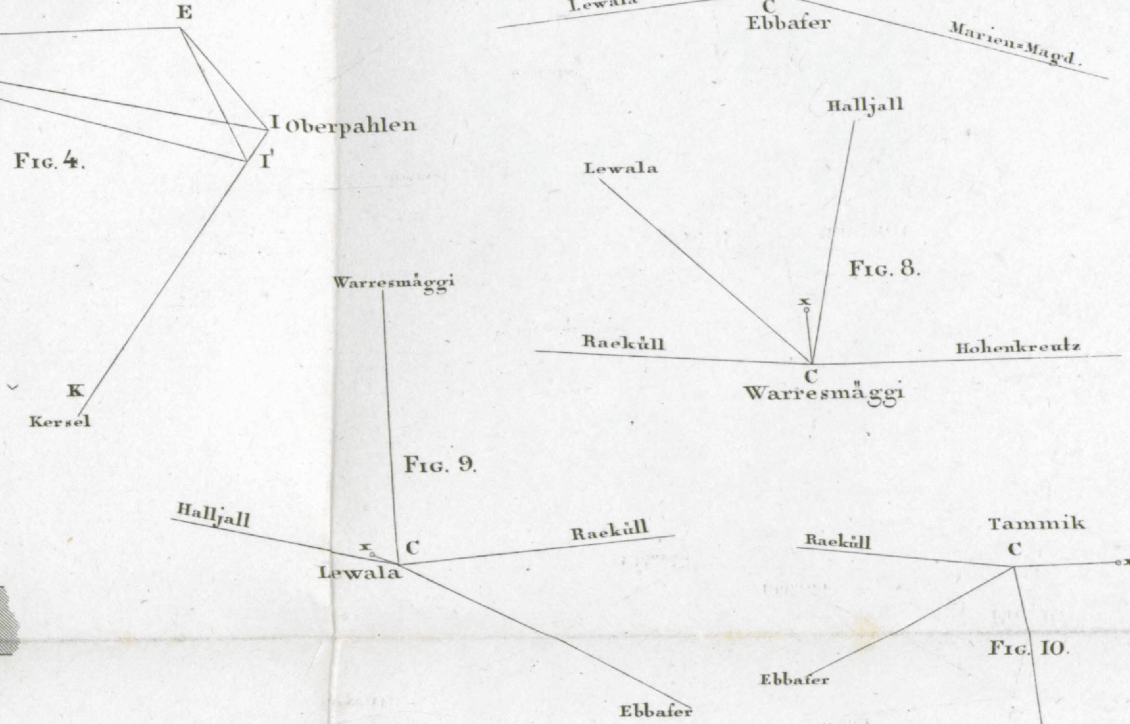 E
I Oberpahlen
I'
FIG. 4.
K
Kersel
Lewala
C
Ebbafer
Marien=Magd.
Halljall
Lewala
FIG. 8.
x
Raeküll
Hohenkreutz
C
Warresmäggi
Warresmäggi
FIG. 9.
Halljall
x
C
Raeküll
Lewala
Ebbafer
Tammik
Raeküll
C
x
FIG. 10.
Ebbafer